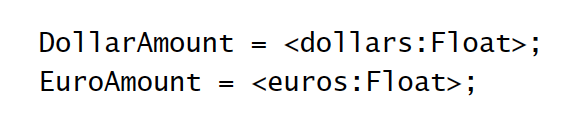 DollarAmount = <dollars:Float>;
EuroAmount = <euros:Float>;